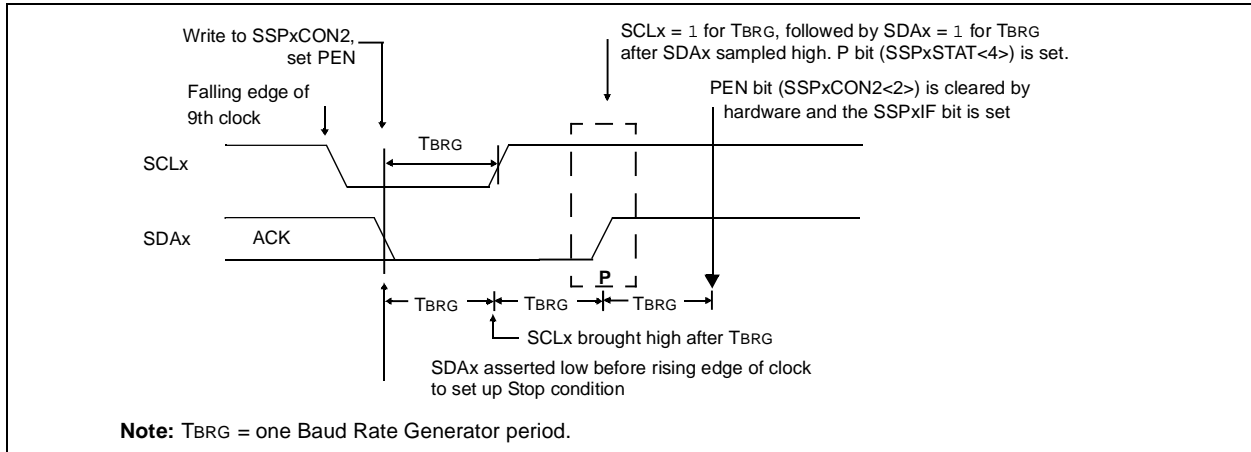 Write to SSPxCON2,
set PEN
SCLx = 1 for TBRG, followed by SDAx = 1 for TBRG
after SDAx sampled high. P bit (SSPxSTAT<4>) is set.
Falling edge of
9th clock
PEN bit (SSPxCON2<2>) is cleared by
hardware and the SSPxIF bit is set
TBRG
SCLx
SDAx
ACK
P
TBRG
TBRG
TBRG
SCLx brought high after TBRG
SDAx asserted low before rising edge of clock
to set up Stop condition
Note: TBRG = one Baud Rate Generator period.